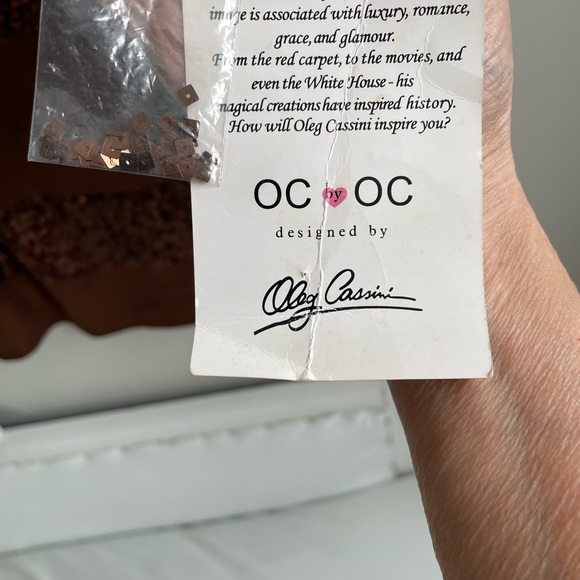 image is associated with luxury, romance,
grace, and glamour.
From the red carpet, to the movies, and
even the White House - his
magical creations have inspired history.
How will Oleg Cassini inspire you?
OC by OC
designed by
Oleg Cassini